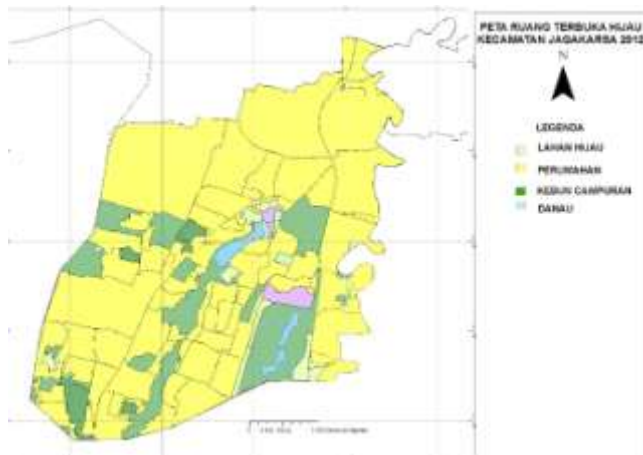 PETA RUANG TERBUKA HIJAU
KECAMATAN JAGAKARSA 2012
N
LEGENDA
LAHAN HIJAU
PERUMAHAN
KEBUN CAMPURAN
DANAU